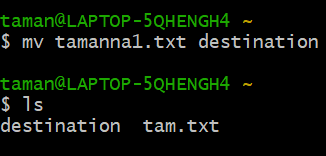 taman@LAPTOP-5QHENGH4 ~
$ mv tamanna1.txt destination
taman@LAPTOP-5QHENGH4 ~
$ ls
destination  tam.txt